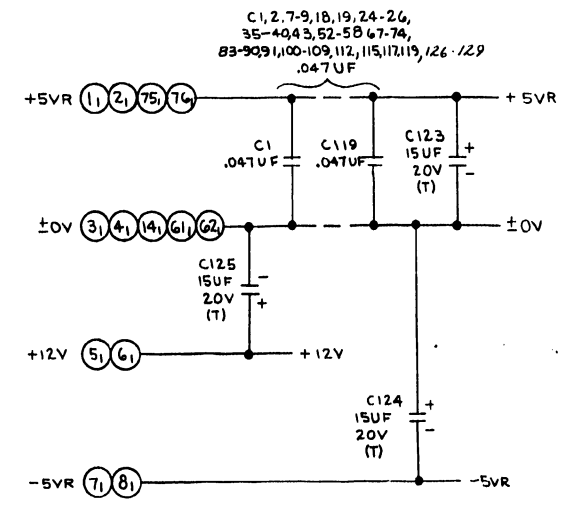 C1,2,7-9,18,19,24-26,
35-40,43,52-58 67-74,
83-90,91,100-109,112,115,117,119,126-129
.047UF
+5VR 1, 2, 75, 76, +5VR
C1
.047UF
C119
.047UF
C123
15UF
20V
(T)
+
-
±0V 3, 4, 14, 61, 62, ±0V
C125
15UF
20V
(T)
-
+
+12V 5, 6, +12V
C124
15UF
20V
(T)
+
-
-5VR 7, 8, -5VR